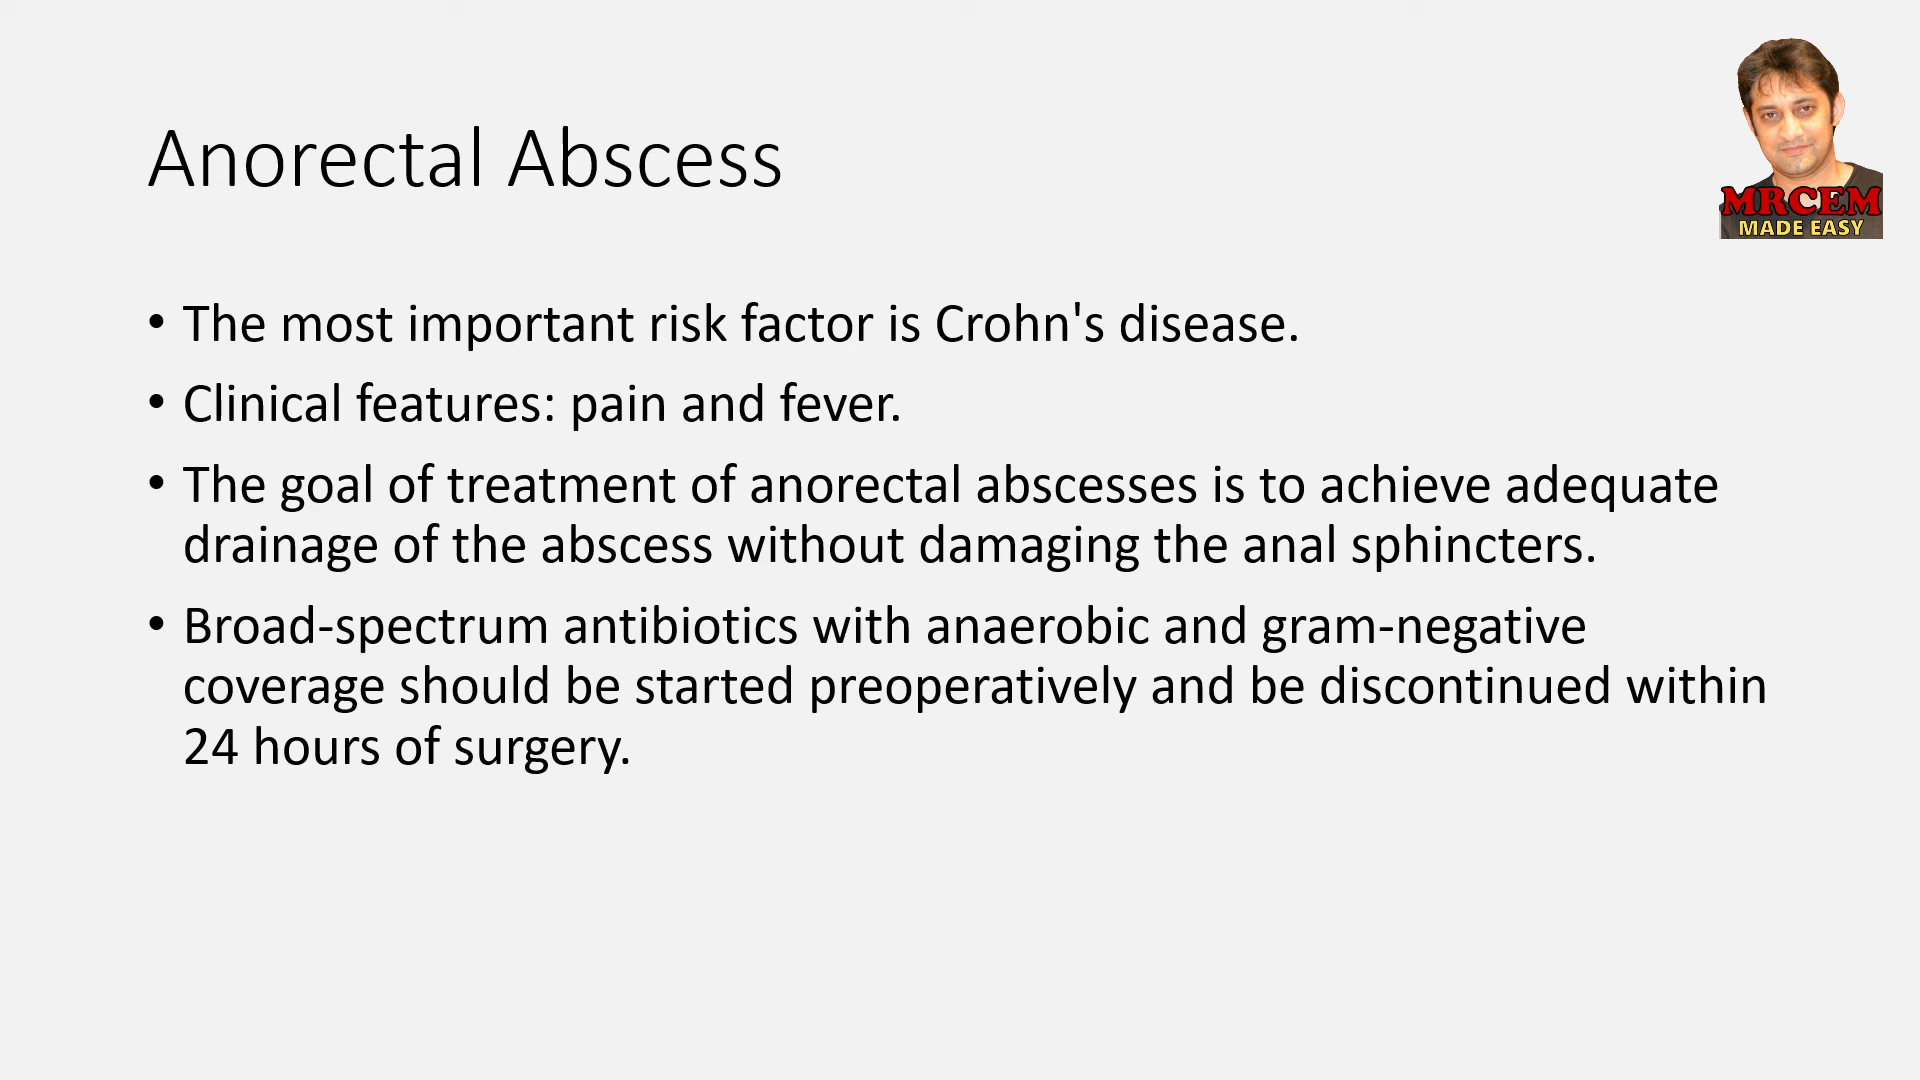 Anorectal Abscess
MRCEM
MADE EASY
• The most important risk factor is Crohn's disease.
• Clinical features: pain and fever.
• The goal of treatment of anorectal abscesses is to achieve adequate
drainage of the abscess without damaging the anal sphincters.
• Broad-spectrum antibiotics with anaerobic and gram-negative
coverage should be started preoperatively and be discontinued within
24 hours of surgery.